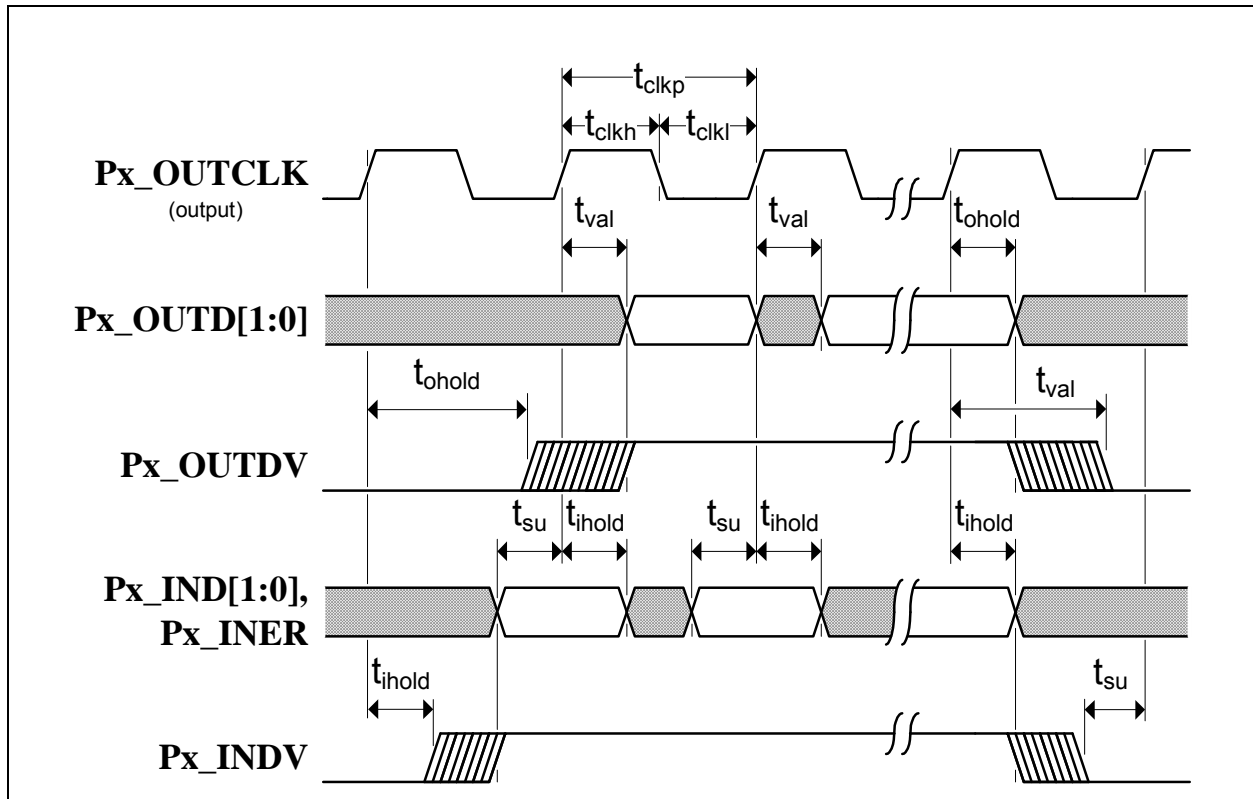 tclkp
tclkh tclkl
Px_OUTCLK
(output)
tval tval tohold
Px_OUTD[1:0]
tohold tval
Px_OUTDV
tsu tihold tsu tihold tihold
Px_IND[1:0],
Px_INER
tihold tsu
Px_INDV